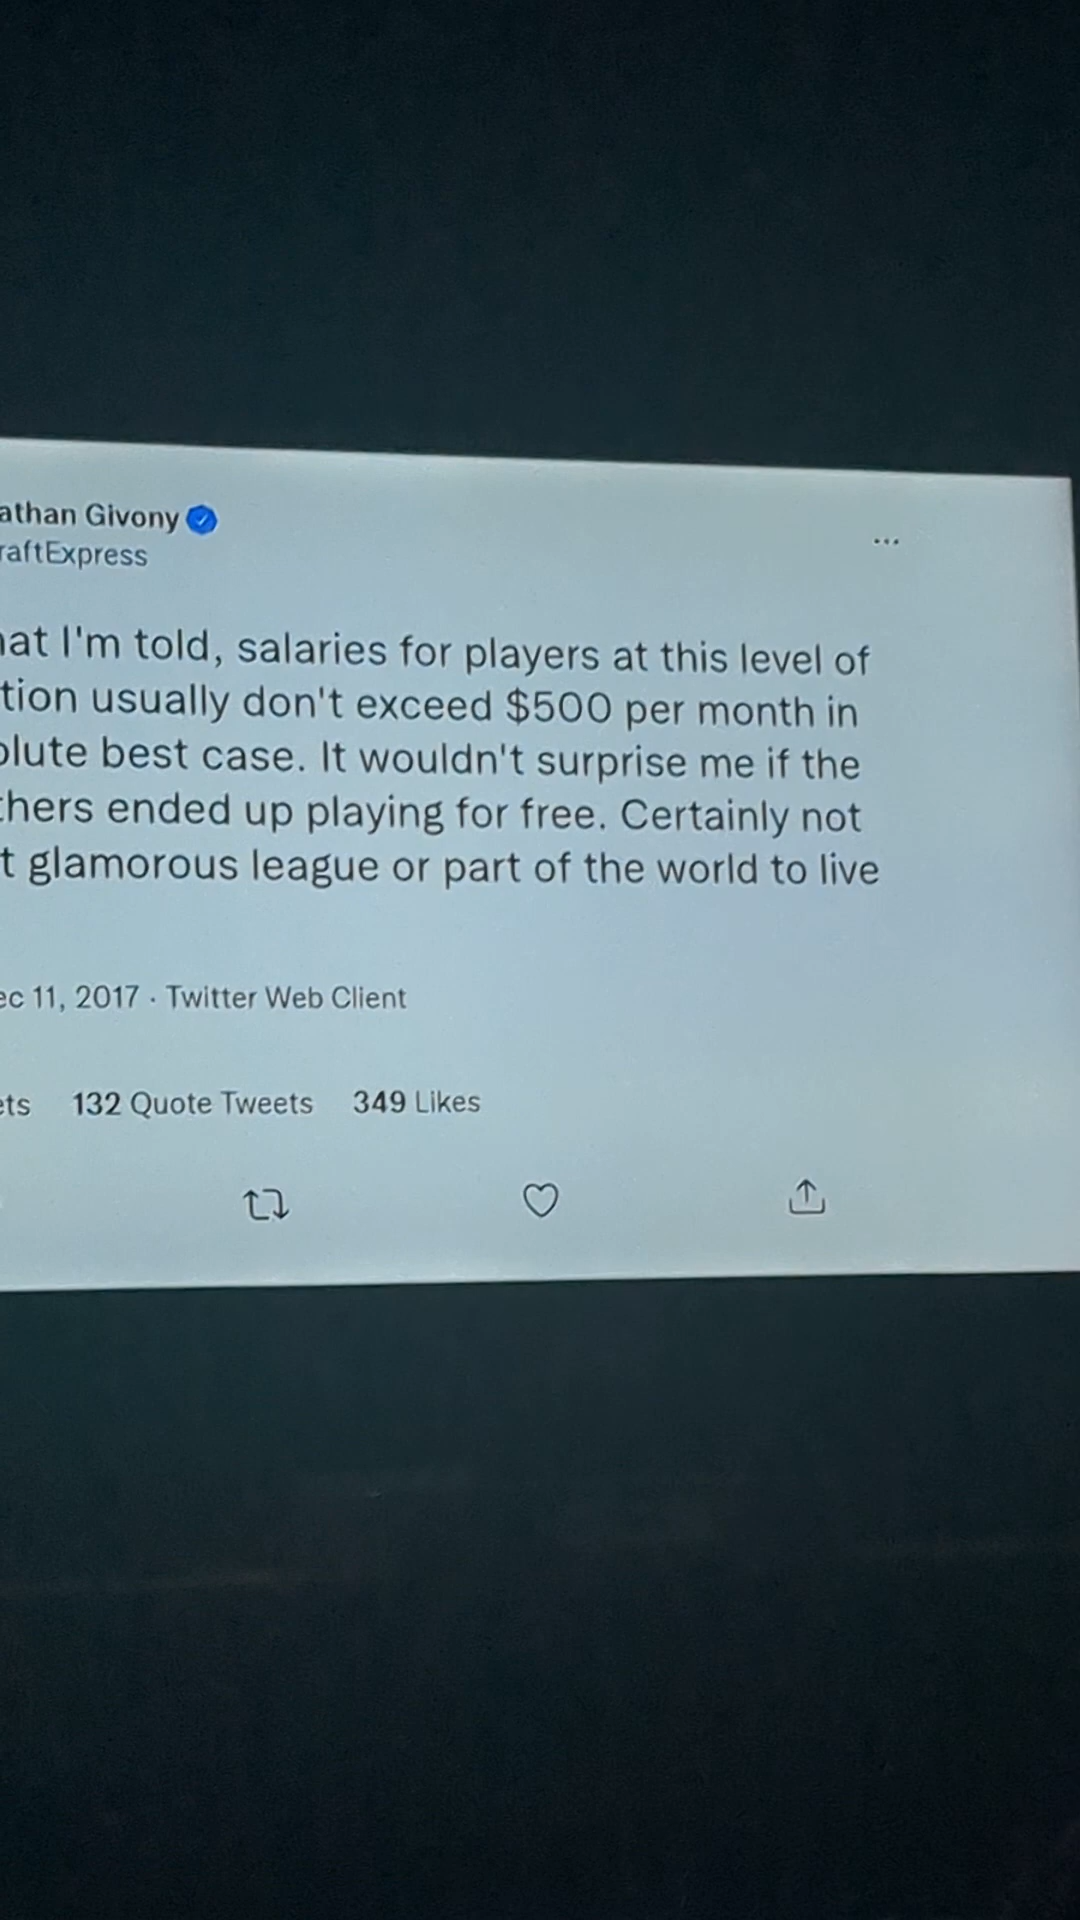 athan Givony
raftExpress
...
hat I'm told, salaries for players at this level of
tion usually don't exceed $500 per month in
olute best case. It wouldn't surprise me if the
thers ended up playing for free. Certainly not
t glamorous league or part of the world to live
ec 11, 2017 · Twitter Web Client
ets 132 Quote Tweets 349 Likes